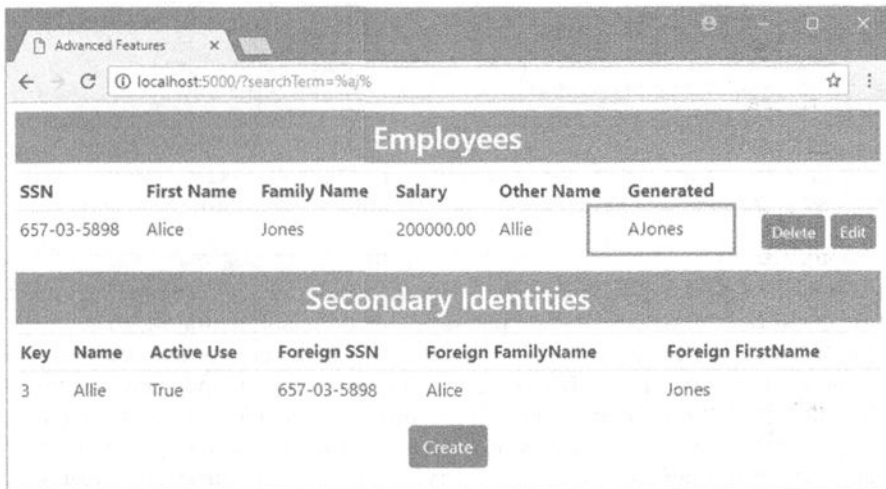 Advanced Features
localhost:5000/?searchTerm=%aj%
Employees
SSN First Name Family Name Salary Other Name Generated
657-03-5898 Alice Jones 200000.00 Allie AJones Delete Edit
Secondary Identities
Key Name Active Use Foreign SSN Foreign FamilyName Foreign FirstName
3 Allie True 657-03-5898 Alice Jones
Create